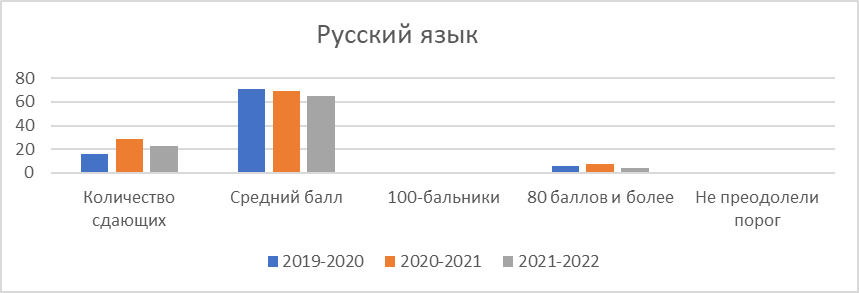 Русский язык
80
60
40
20
0
Количество
сдающих
Средний балл
100-бальники
80 баллов и более
Не преодолели
порог
2019-2020
2020-2021
2021-2022